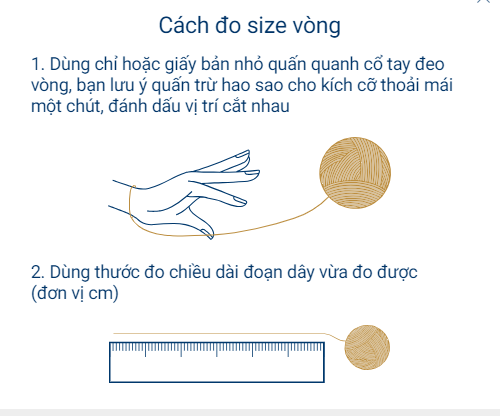 Cách đo size vòng
1. Dùng chỉ hoặc giấy bản nhỏ quấn quanh cổ tay đeo
vòng, bạn lưu ý quấn trừ hao sao cho kích cỡ thoải mái
một chút, đánh dấu vị trí cắt nhau
2. Dùng thước đo chiều dài đoạn dây vừa đo được
(đơn vị cm)